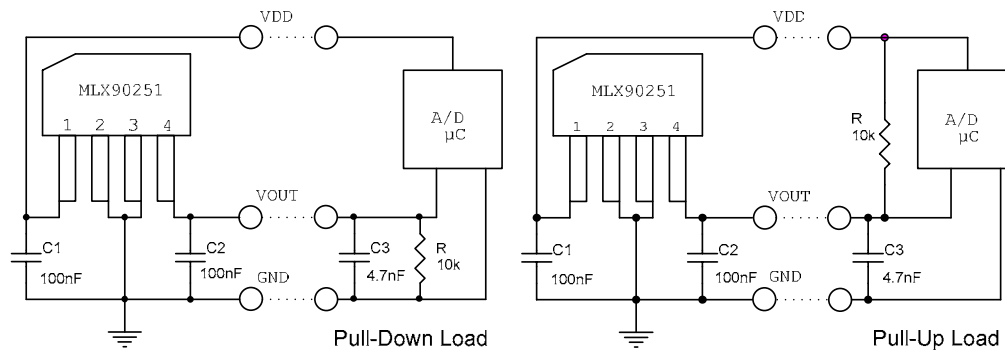 VDD
MLX90251
1 2 3 4
A/D
µC
VOUT
C1
100nF
C2
100nF
C3
4.7nF
R
10k
GND
Pull-Down Load
VDD
MLX90251
1 2 3 4
R
10k
A/D
µC
VOUT
C1
100nF
C2
100nF
C3
4.7nF
GND
Pull-Up Load